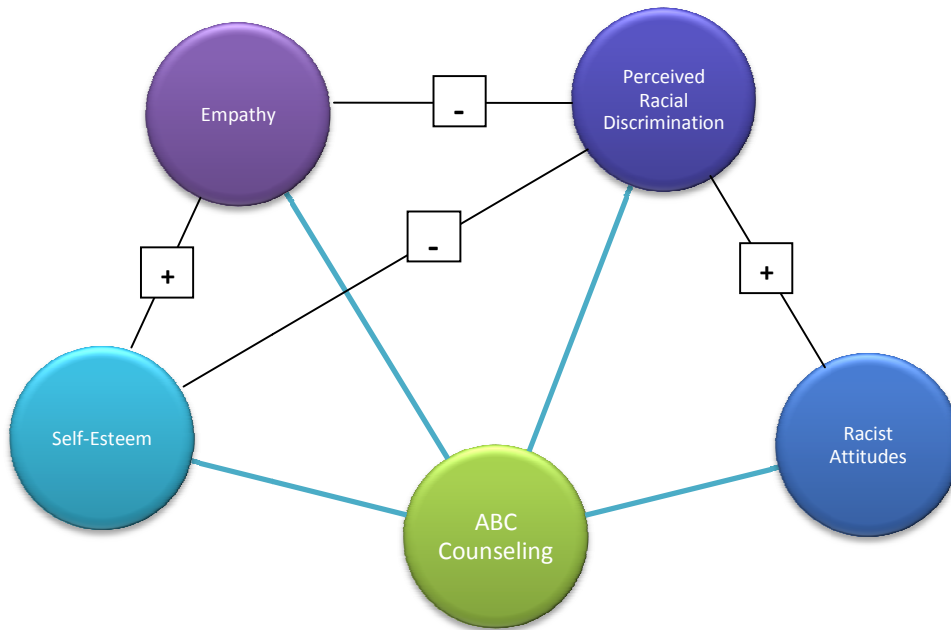 Perceived
Racial
Discrimination
Empathy
-
-
+
+
Self-Esteem
Racist
Attitudes
ABC
Counseling